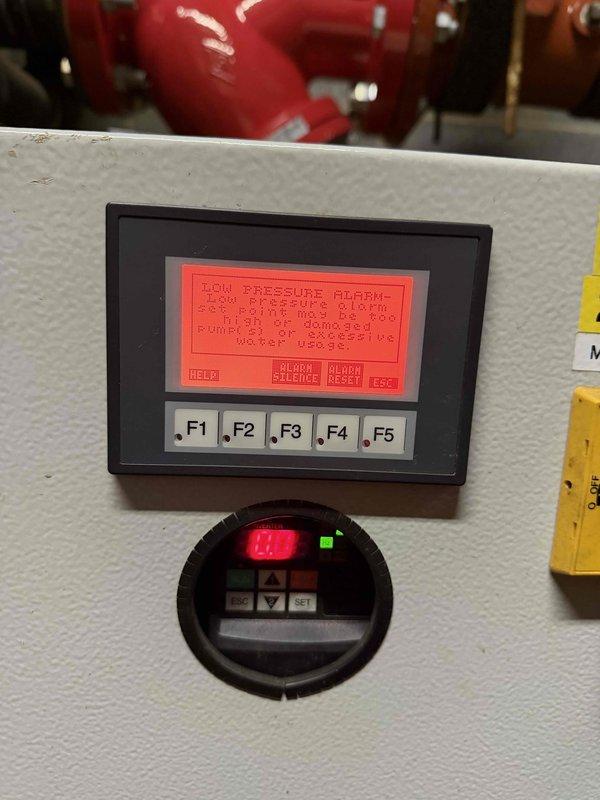 LOW PRESSURE ALARM-
Low pressure alarm
set point may be too
high or damaged
pump(s) or excessive
water usage.
HELP
ALARM SILENCE
ALARM RESET
ESC
F1 F2 F3 F4 F5
ESC SET
O OFF
M